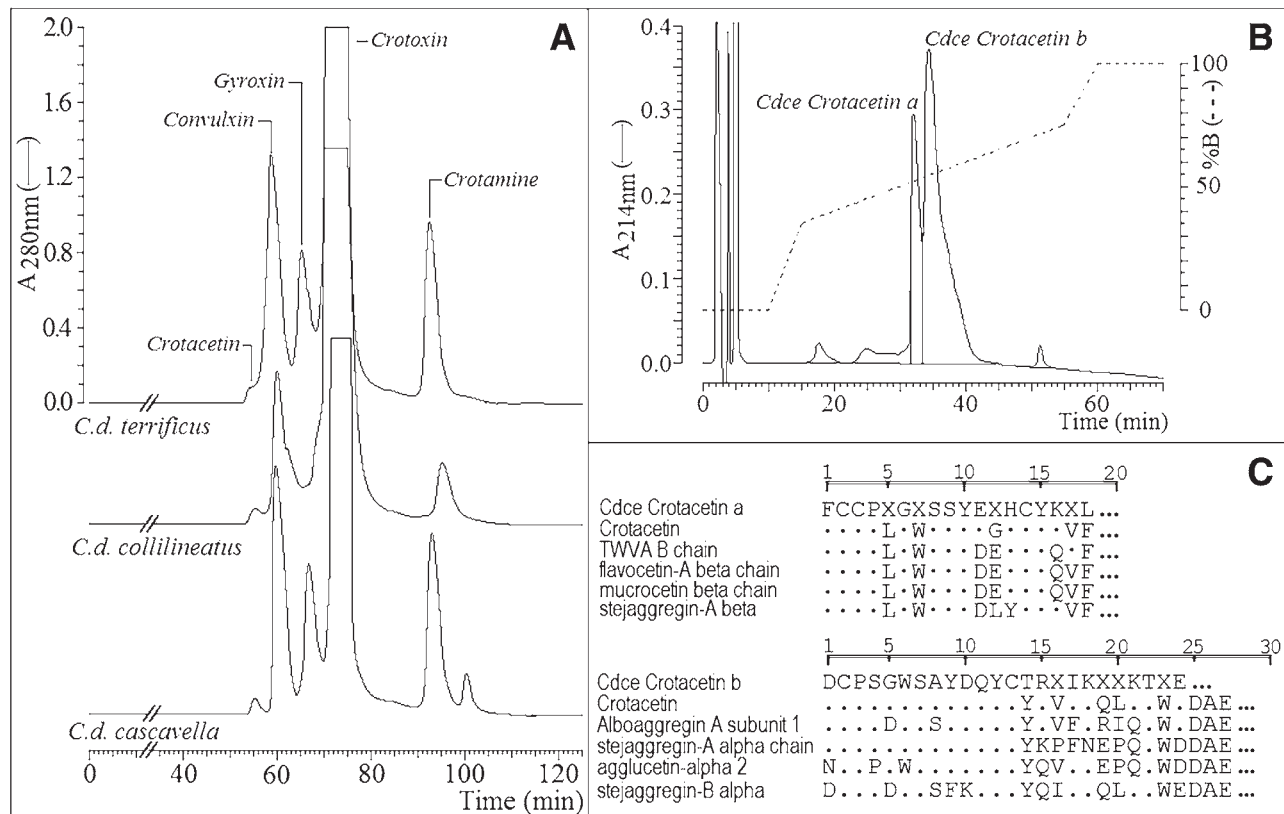 A
2.0
1.6
1.2
0.8
0.4
0.0
A280nm (—)
Crotoxin
Gyroxin
Convulxin
Crotamine
Crotacetin
C.d. terrificus
C.d. collilineatus
C.d. cascavella
0 40 60 80 100 120
Time (min)
B
0.4
0.3
0.2
0.1
0.0
A214nm (—)
Cdce Crotacetin b
Cdce Crotacetin a
100
50
0
%B (- - -)
0 20 40 60
Time (min)
C
1 5 10 15 20
Cdce Crotacetin a FCCPXGXSSYEXHCYKXL...
Crotacetin ····L·W····G····VF...
TWVA B chain ····L·W···DE···Q·F...
flavocetin-A beta chain ····L·W···DE···QVF...
mucrocetin beta chain ····L·W···DE···QVF...
stejaggregin-A beta ····L·W···DLY···VF...
1 5 10 15 20 25 30
Cdce Crotacetin b DCPSGWSAYDQYCTRXIKXXKTXE...
Crotacetin .............Y.V..QL..W.DAE...
Alboaggregin A subunit 1 ....D..S.....Y.VF.RIQ.W.DAE...
stejaggregin-A alpha chain .............YKPFNEPQ.WDDAE...
agglucetin-alpha 2 N..P.W.......YQV..EPQ.WDDAE...
stejaggregin-B alpha D...D..SFK...YQI..QL..WEDAE...